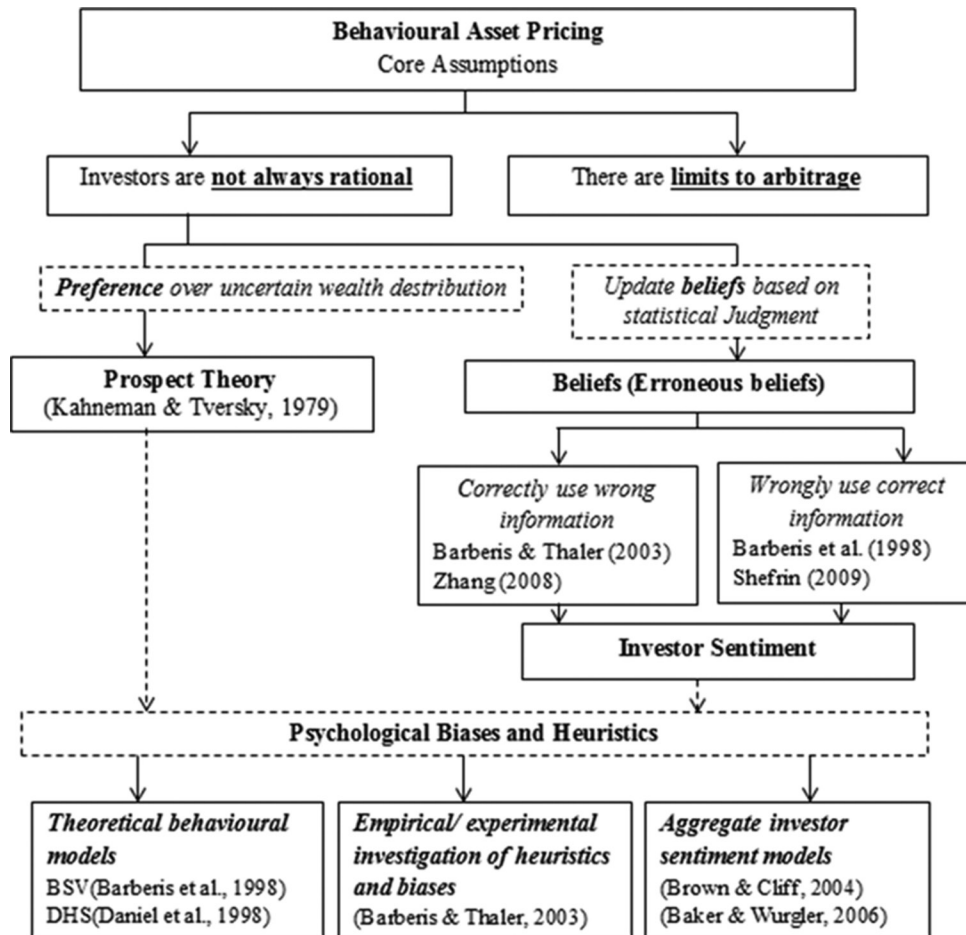 Behavioural Asset Pricing
Core Assumptions
Investors are not always rational
There are limits to arbitrage
Preference over uncertain wealth destribution
Update beliefs based on
statistical Judgment
Prospect Theory
(Kahneman & Tversky, 1979)
Beliefs (Erroneous beliefs)
Correctly use wrong
information
Barberis & Thaler (2003)
Zhang (2008)
Wrongly use correct
information
Barberis et al. (1998)
Shefrin (2009)
Investor Sentiment
Psychological Biases and Heuristics
Theoretical behavioural
models
BSV(Barberis et al., 1998)
DHS(Daniel et al., 1998)
Empirical/ experimental
investigation of heuristics
and biases
(Barberis & Thaler, 2003)
Aggregate investor
sentiment models
(Brown & Cliff, 2004)
(Baker & Wurgler, 2006)